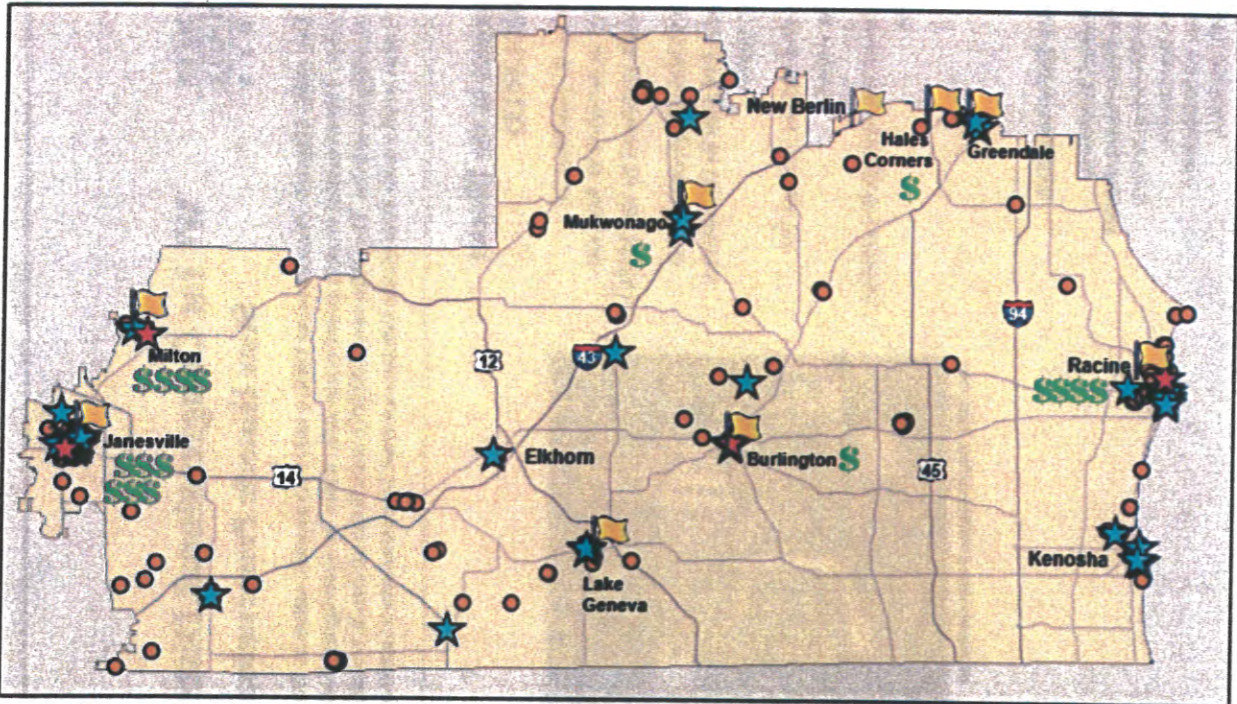 New Berlin
Hales
Corners
Greendale
$
Mukwonago
$
94
Milton
$$$$
12
43
Racine
$$$$
Janesville
$$$
$$$
14
Elkhorn
Burlington $
45
Lake
Geneva
Kenosha